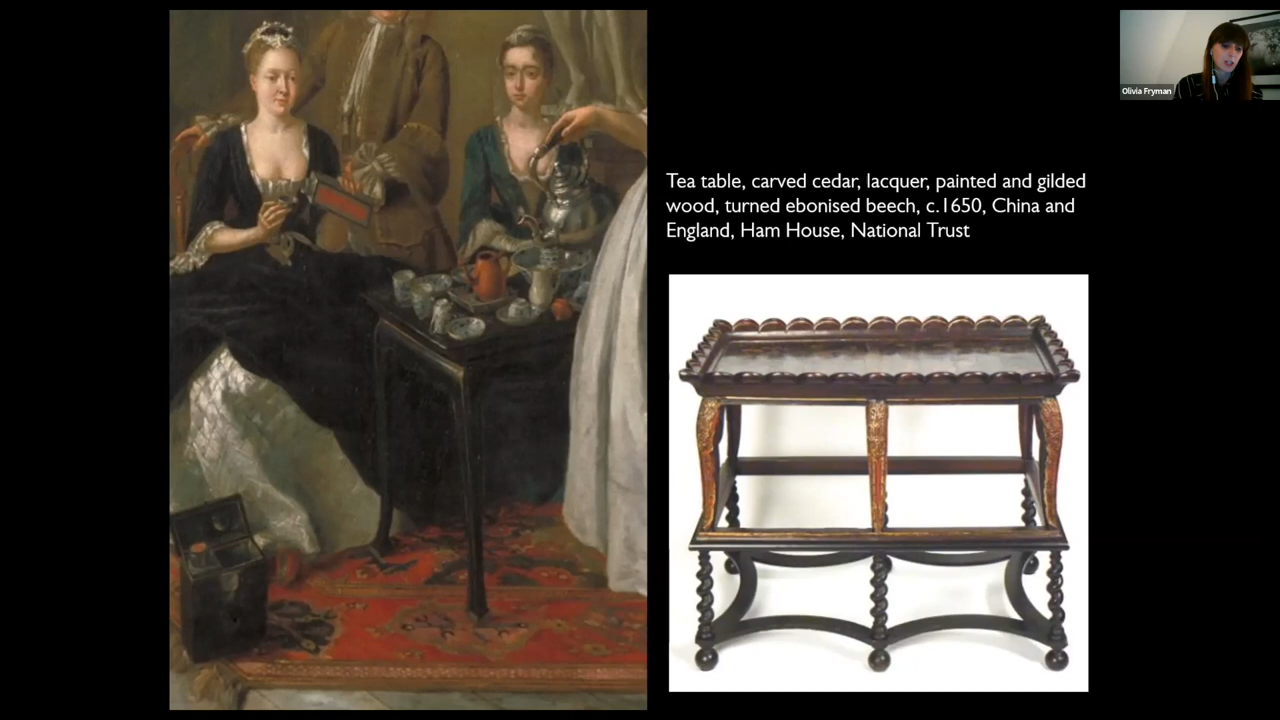 Olivia Fryman
Tea table, carved cedar, lacquer, painted and gilded
wood, turned ebonised beech, c.1650, China and
England, Ham House, National Trust